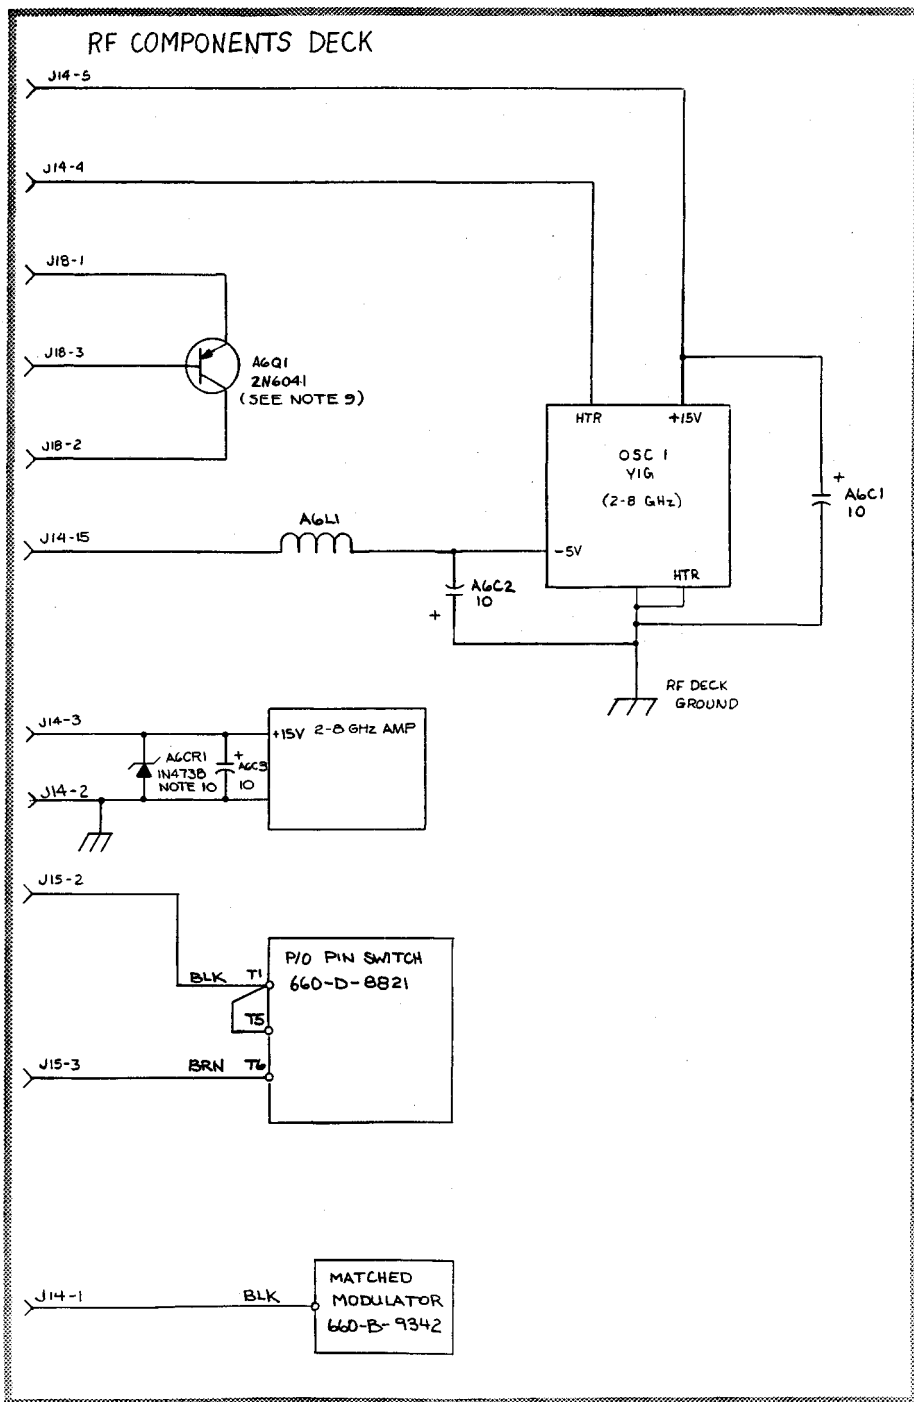 RF COMPONENTS DECK
J14-5
J14-4
J18-1
J18-3
A6Q1
2N6041
(SEE NOTE 9)
J18-2
HTR +15V
OSC 1
YIG
(2-8 GHz)
+
A6C1
10
A6L1
J14-15
-5V
HTR
A6C2
10
+
RF DECK
GROUND
J14-3
+15V 2-8 GHz AMP
A6CR1
1N4738
NOTE 10
+
A6C3
10
J14-2
J15-2
P/O PIN SWITCH
660-D-8821
BLK T1
T5
J15-3
BRN T6
MATCHED
MODULATOR
660-B-9342
J14-1
BLK